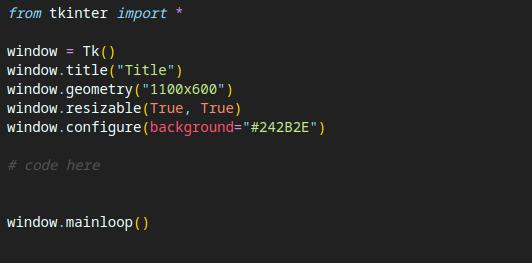 from tkinter import *
window = Tk()
window.title("Title")
window.geometry("1100x600")
window.resizable(True, True)
window.configure(background="#242B2E")
# code here
window.mainloop()